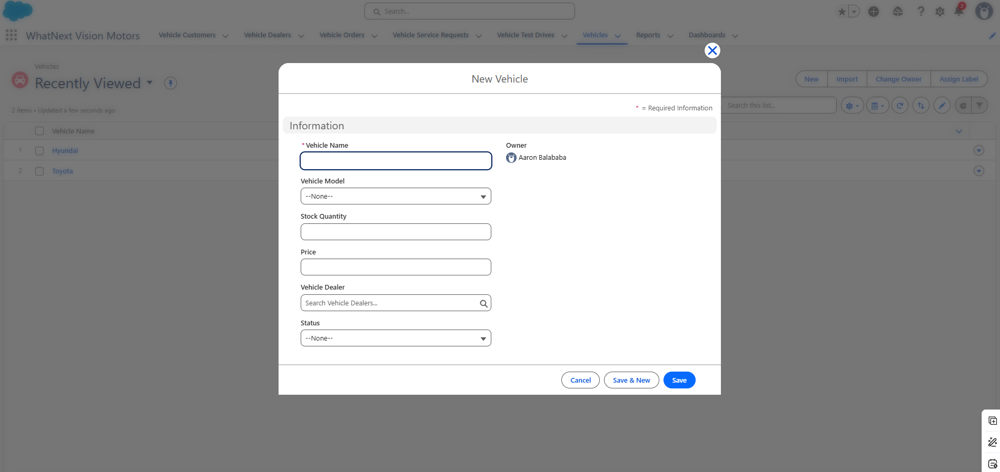 Search...
2
WhatNext Vision Motors
Vehicle Customers
Vehicle Dealers
Vehicle Orders
Vehicle Service Requests
Vehicle Test Drives
Vehicles
Reports
Dashboards
Vehicles
Recently Viewed
New
Import
Change Owner
Assign Label
2 items • Updated a few seconds ago
Search this list...
Vehicle Name
1 Hyundai
2 Toyota
New Vehicle
* = Required Information
Information
*Vehicle Name
Owner
Aaron Balababa
Vehicle Model
--None--
Stock Quantity
Price
Vehicle Dealer
Search Vehicle Dealers...
Status
--None--
Cancel
Save & New
Save